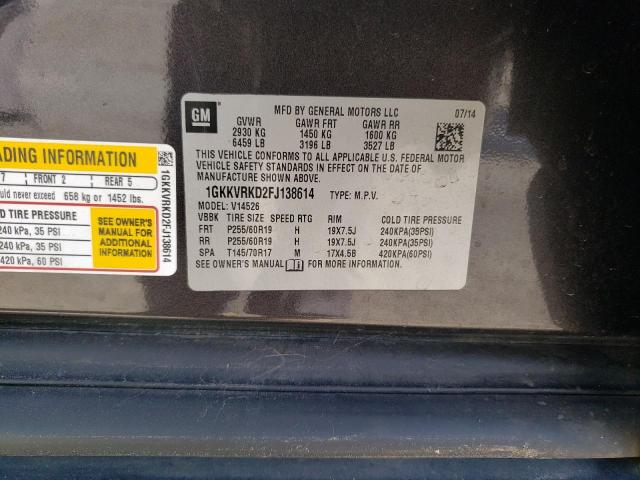 GM
MFD BY GENERAL MOTORS LLC 07/14
GVWR GAWR FRT GAWR RR
2930 KG 1450 KG 1600 KG
6459 LB 3196 LB 3527 LB
THIS VEHICLE CONFORMS TO ALL APPLICABLE U.S. FEDERAL MOTOR
VEHICLE SAFETY STANDARDS IN EFFECT ON THE DATE OF
MANUFACTURE SHOWN ABOVE.
1GKKVRKD2FJ138614 TYPE: M.P.V.
MODEL: V14526
VBBK TIRE SIZE SPEED RTG RIM COLD TIRE PRESSURE
FRT P255/60R19 H 19X7.5J 240KPA(35PSI)
RR P255/60R19 H 19X7.5J 240KPA(35PSI)
SPA T145/70R17 M 17X4.5B 420KPA(60PSI)
SEE OWNER'S MANUAL FOR MORE INFORMATION.
ADING INFORMATION
7 FRONT 2 REAR 5
ould never exceed 658 kg or 1452 lbs.
D TIRE PRESSURE
240 kPa, 35 PSI
240 kPa, 35 PSI
420 kPa, 60 PSI
SEE OWNER'S
MANUAL FOR
ADDITIONAL
INFORMATION
1GKKVRKD2FJ138614